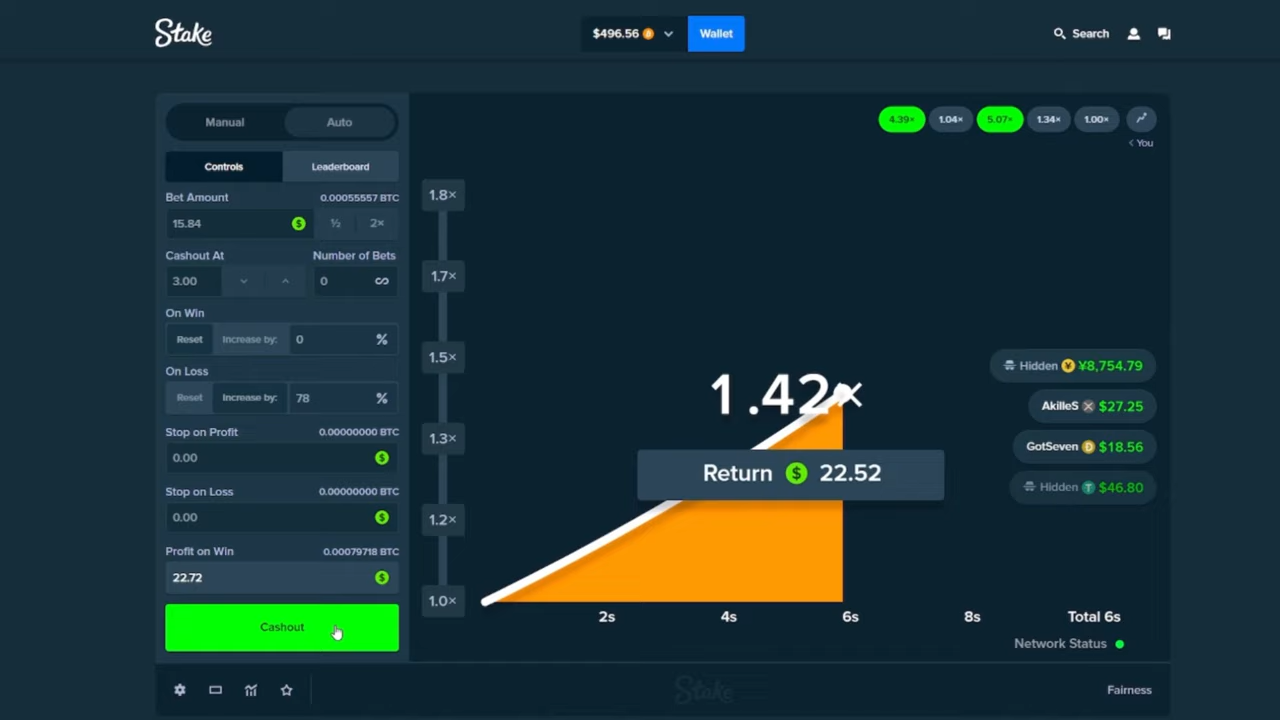 Stake
$496.56
Wallet
Search
Manual
Auto
4.39×
1.04×
5.07×
1.34×
1.00×
You
Controls
Leaderboard
Bet Amount
0.00055557 BTC
15.84
½
2×
Cashout At
Number of Bets
3.00
0
On Win
Reset
Increase by:
0
%
On Loss
Reset
Increase by:
78
%
Stop on Profit
0.00000000 BTC
0.00
Stop on Loss
0.00000000 BTC
0.00
Profit on Win
0.00079718 BTC
22.72
Cashout
1.8×
1.7×
1.5×
1.3×
1.2×
1.0×
1.42×
Return $ 22.52
Hidden ¥8,754.79
AkilleS $27.25
GotSeven $18.56
Hidden $46.80
2s
4s
6s
8s
Total 6s
Network Status
Stake
Fairness